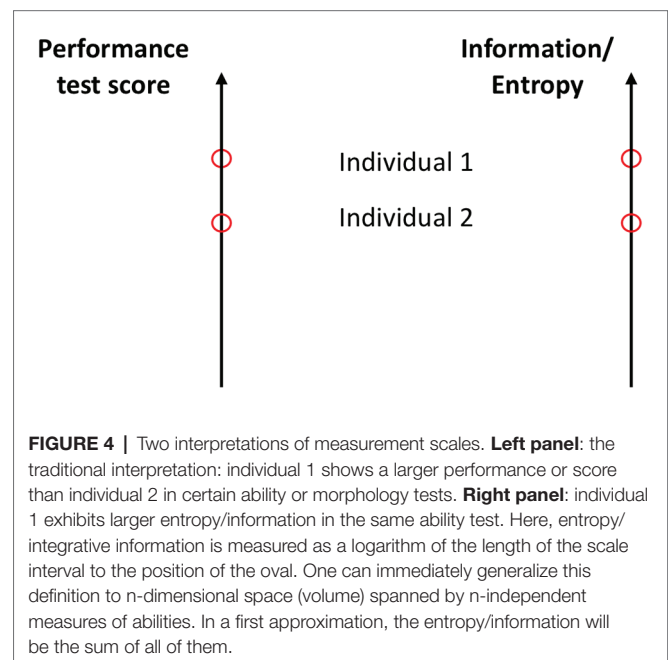 Performance
test score
Information/
Entropy
Individual 1
Individual 2
FIGURE 4 | Two interpretations of measurement scales. Left panel: the
traditional interpretation: individual 1 shows a larger performance or score
than individual 2 in certain ability or morphology tests. Right panel: individual
1 exhibits larger entropy/information in the same ability test. Here, entropy/
integrative information is measured as a logarithm of the length of the scale
interval to the position of the oval. One can immediately generalize this
definition to n-dimensional space (volume) spanned by n-independent
measures of abilities. In a first approximation, the entropy/information will
be the sum of all of them.